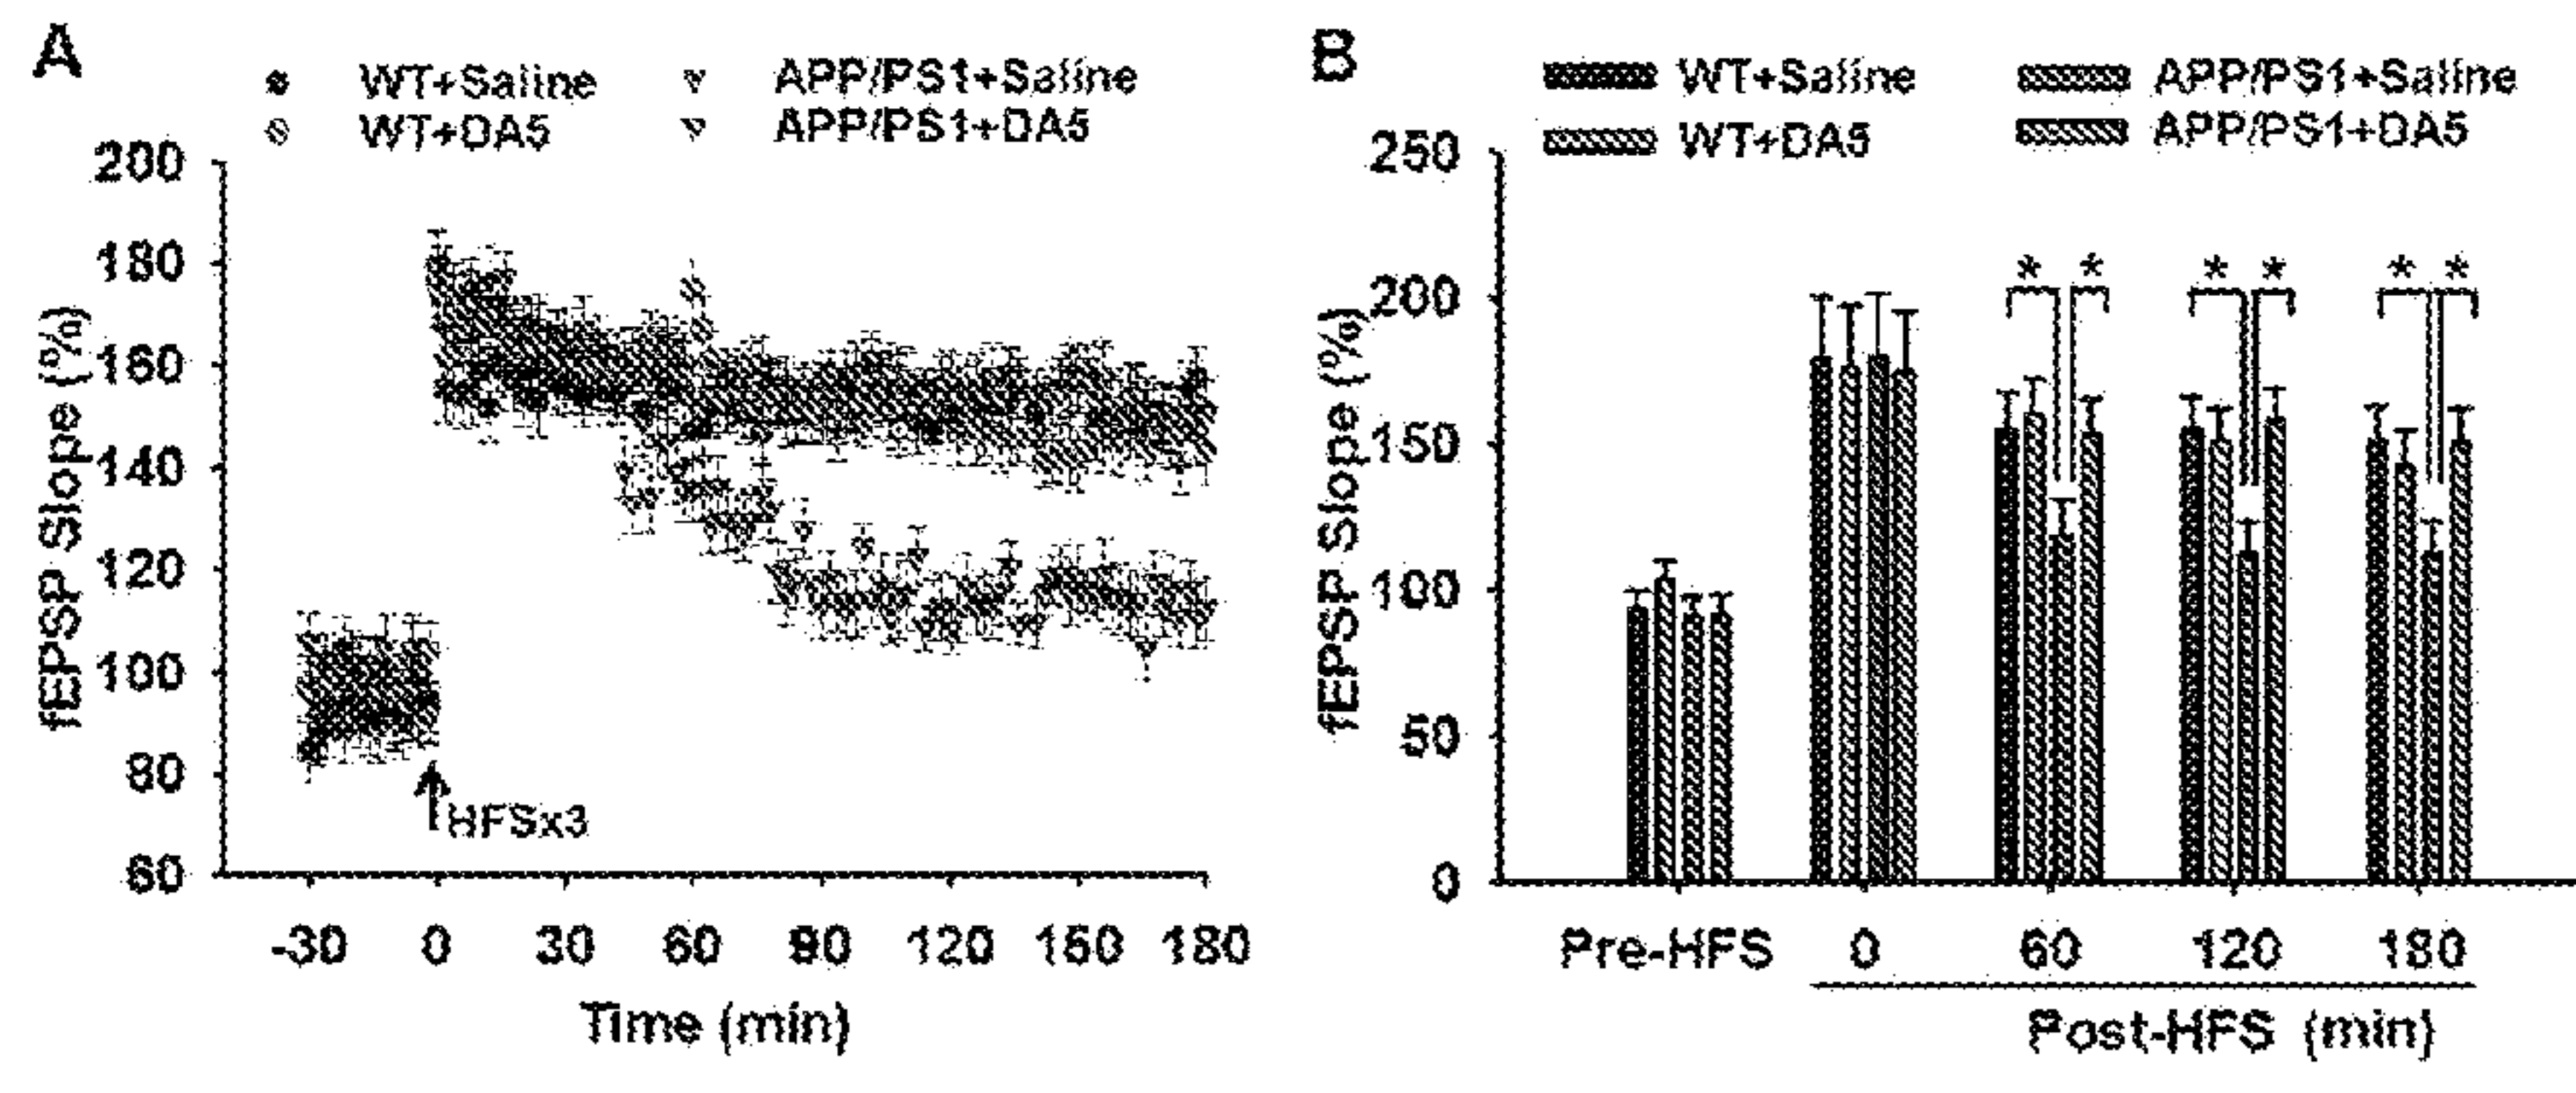 A
WT+Saline
APP/PS1+Saline
WT+DA5
APP/PS1+DA5
200
180
160
140
120
100
80
60
fEPSP Slope (%)
HFSx3
-30 0 30 60 90 120 150 180
Time (min)
B
WT+Saline
APP/PS1+Saline
WT+DA5
APP/PS1+DA5
250
200
150
100
50
0
fEPSP Slope (%)
* * * * * *
Pre-HFS 0 60 120 180
Post-HFS (min)